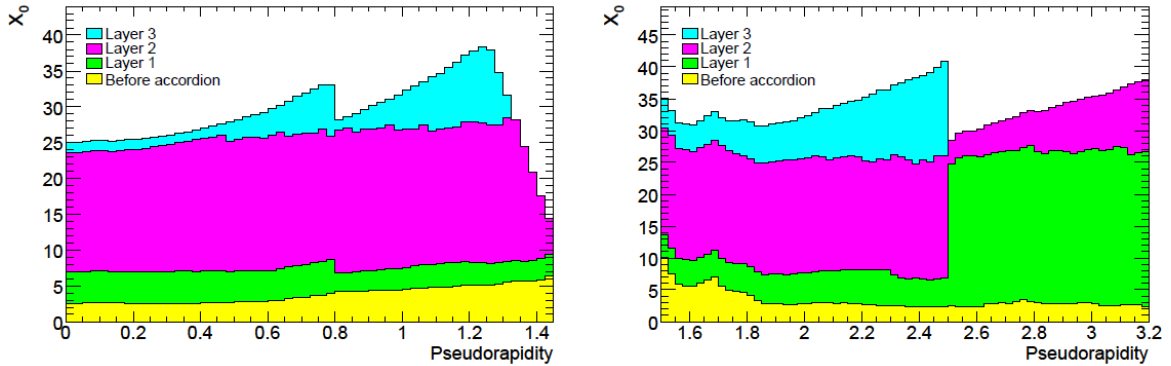 X0
40
35
30
25
20
15
10
5
0
Layer 3
Layer 2
Layer 1
Before accordion
0 0.2 0.4 0.6 0.8 1 1.2 1.4
Pseudorapidity
X0
45
40
35
30
25
20
15
10
5
0
Layer 3
Layer 2
Layer 1
Before accordion
1.6 1.8 2 2.2 2.4 2.6 2.8 3 3.2
Pseudorapidity